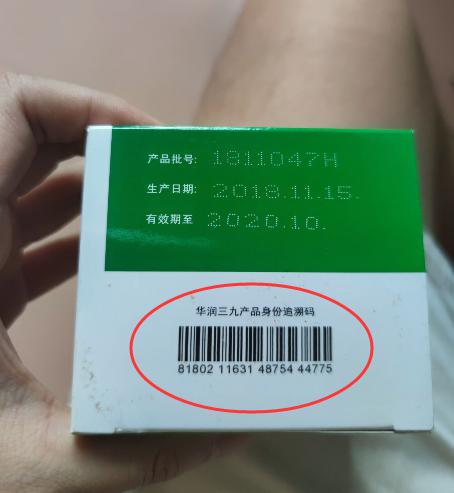 产品批号: 1811047H
生产日期: 2018.11.15.
有效期至 2020.10.
华润三九产品身份追溯码
81802 11631 48754 44775